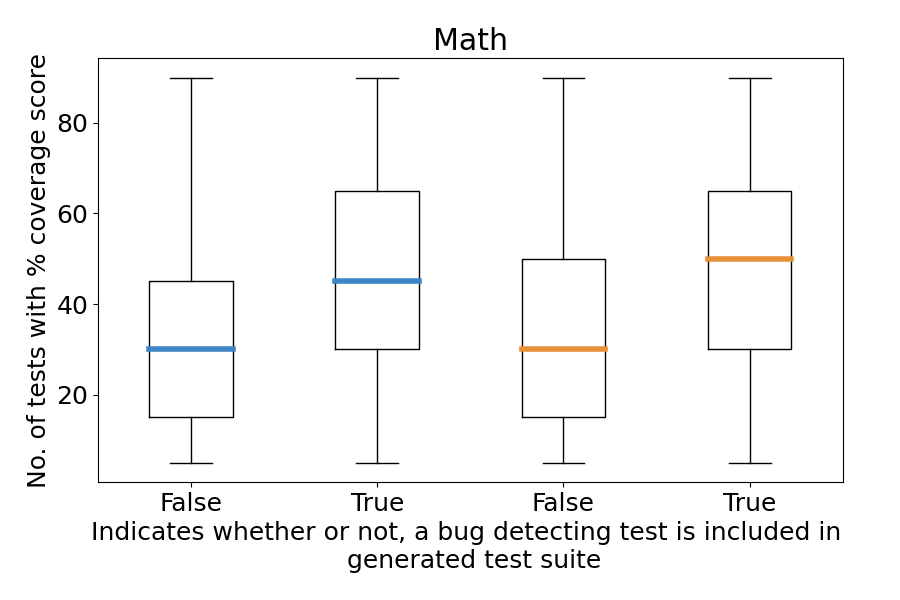 Math
No. of tests with % coverage score
80
60
40
20
False True False True
Indicates whether or not, a bug detecting test is included in
generated test suite